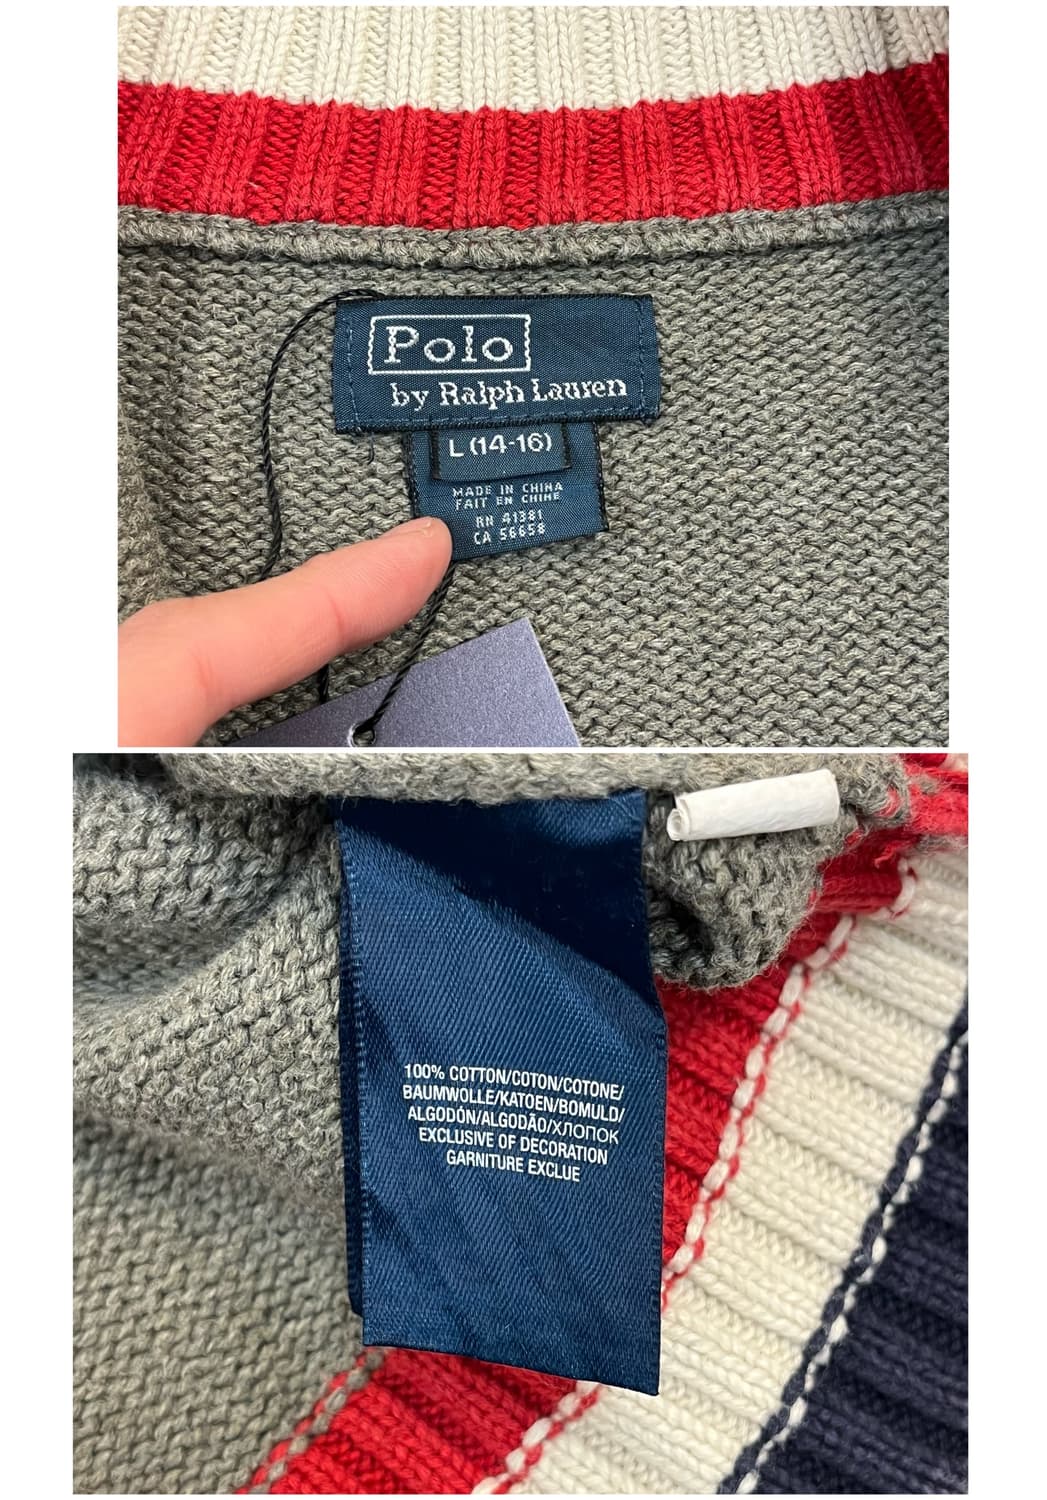 Polo
by Ralph Lauren
L (14-16)
MADE IN CHINA
FAIT EN CHINE
RN 41381
CA 56658
100% COTTON/COTON/COTONE/
BAUMWOLLE/KATOEN/BOMULD/
ALGODÓN/ALGODÃO/ХЛОПОК
EXCLUSIVE OF DECORATION
GARNITURE EXCLUE